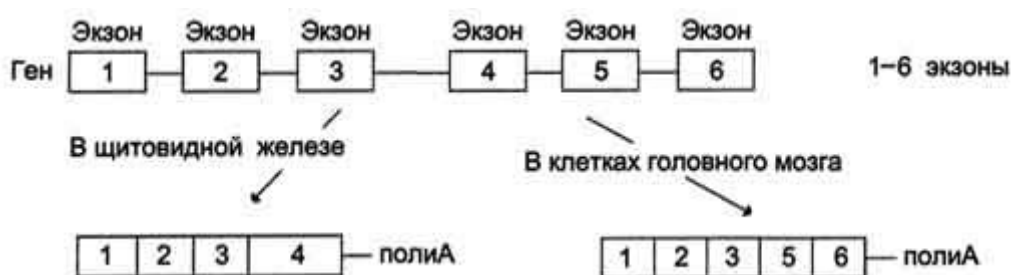 Экзон Экзон Экзон Экзон Экзон Экзон
Ген 1 2 3 4 5 6 1–6 экзоны
В щитовидной железе
В клетках головного мозга
1 2 3 4 полиА
1 2 3 5 6 полиА